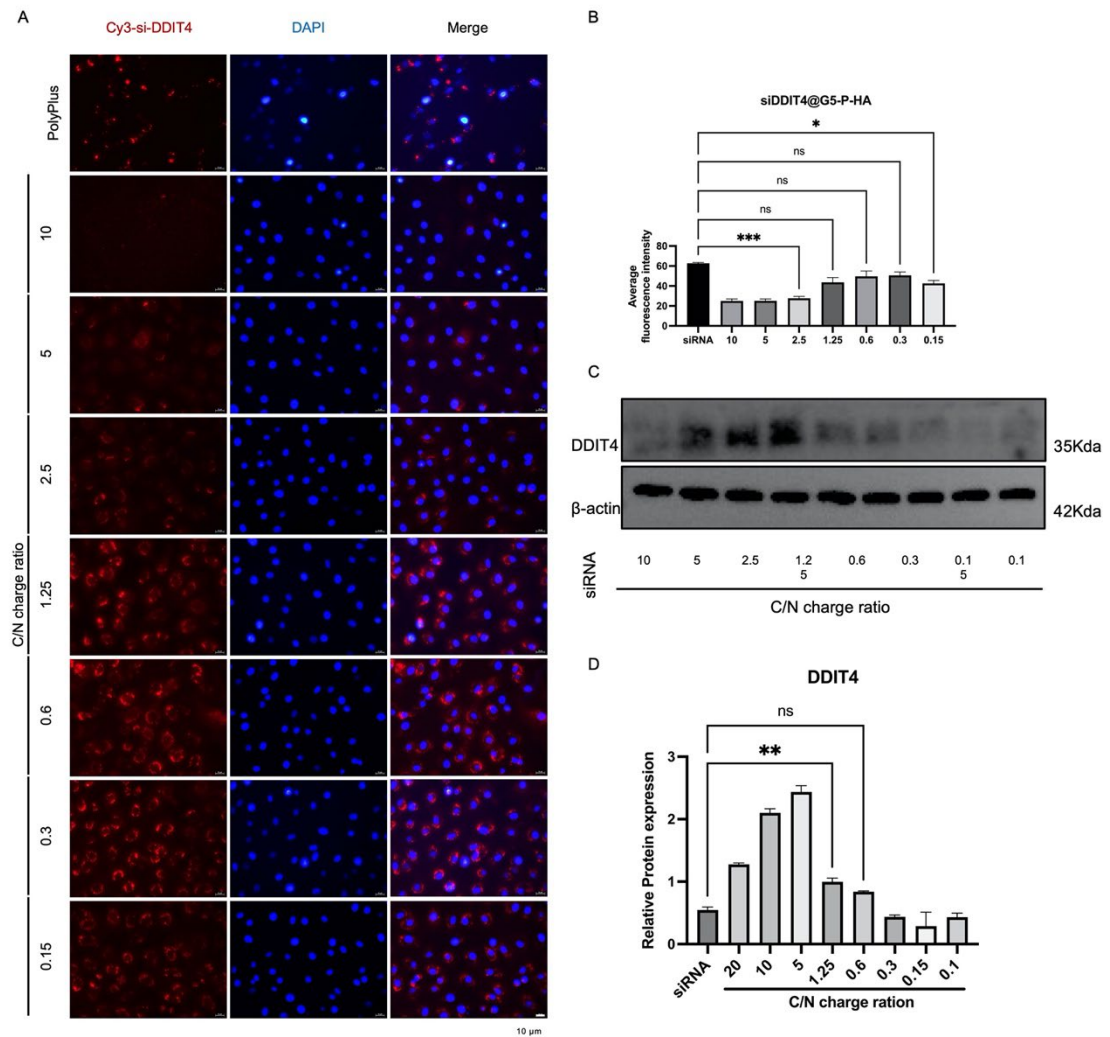 A
Cy3-si-DDIT4
DAPI
Merge
PolyPlus
10
5
2.5
1.25
0.6
0.3
0.15
C/N charge ratio
10 µm
B
siDDIT4@G5-P-HA
*
ns
ns
ns
***
Average
fluorescence intensity
80
60
40
20
0
siRNA 10 5 2.5 1.25 0.6 0.3 0.15
C
DDIT4
35Kda
β-actin
42Kda
siRNA
10 5 2.5 1.2 0.6 0.3 0.1 0.1
5 5
C/N charge ratio
D
DDIT4
ns
**
Relative Protein expression
3
2
1
0
siRNA 20 10 5 1.25 0.6 0.3 0.15 0.1
C/N charge ration